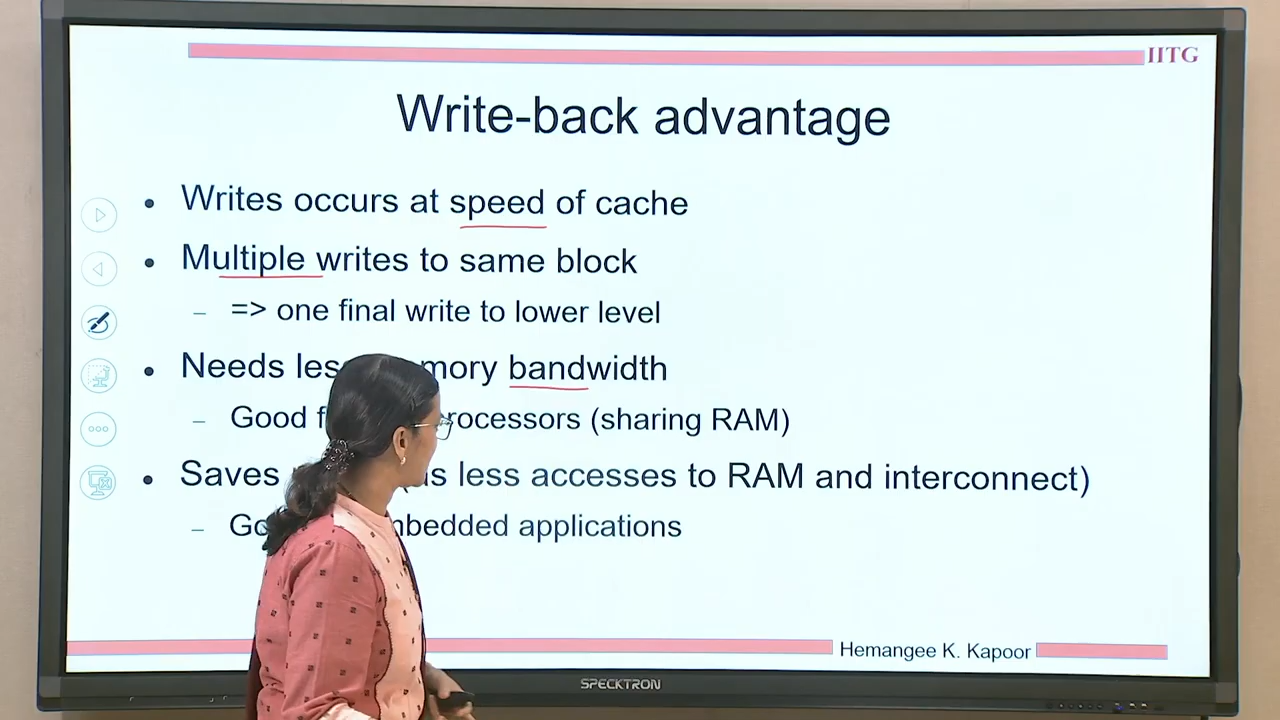 IITG
Write-back advantage
• Writes occurs at speed of cache
• Multiple writes to same block
– => one final write to lower level
• Needs mory bandwidth
– Good rocessors (sharing RAM)
• Saves less accesses to RAM and interconnect)
– mbedded applications
Hemangee K. Kapoor
SPECKTRON